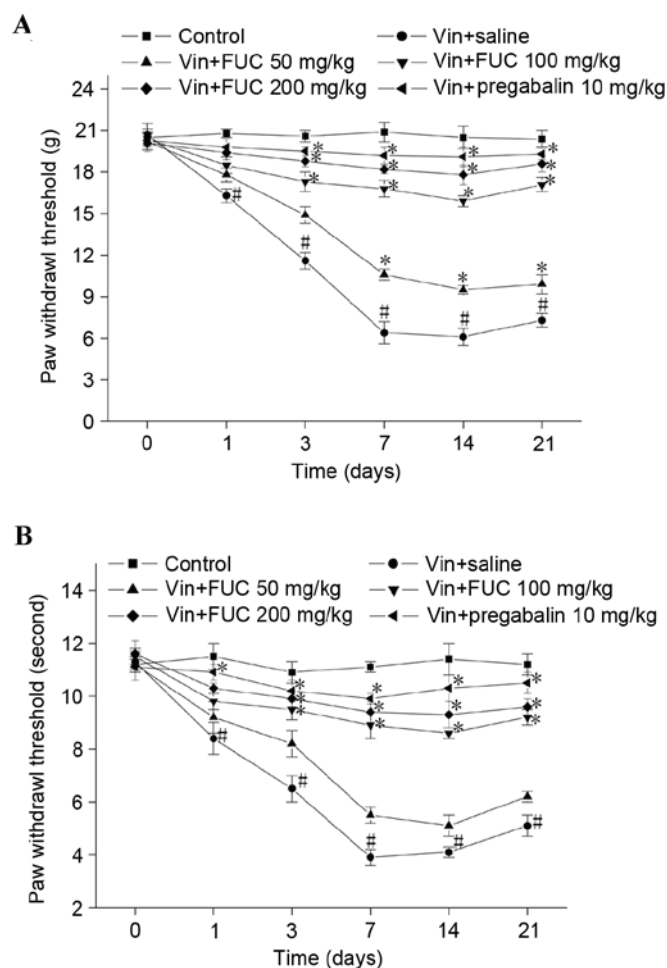 A
Control
Vin+saline
Vin+FUC 50 mg/kg
Vin+FUC 100 mg/kg
Vin+FUC 200 mg/kg
Vin+pregabalin 10 mg/kg
Paw withdrawl threshold (g)
24
21
18
15
12
9
6
3
0
* * * * *
* * * *
* * * *
* * *
# # # # #
0 1 3 7 14 21
Time (days)
B
Control
Vin+saline
Vin+FUC 50 mg/kg
Vin+FUC 100 mg/kg
Vin+FUC 200 mg/kg
Vin+pregabalin 10 mg/kg
Paw withdrawl threshold (second)
14
12
10
8
6
4
2
* * * * *
* * * *
* * * *
# # # # #
0 1 3 7 14 21
Time (days)